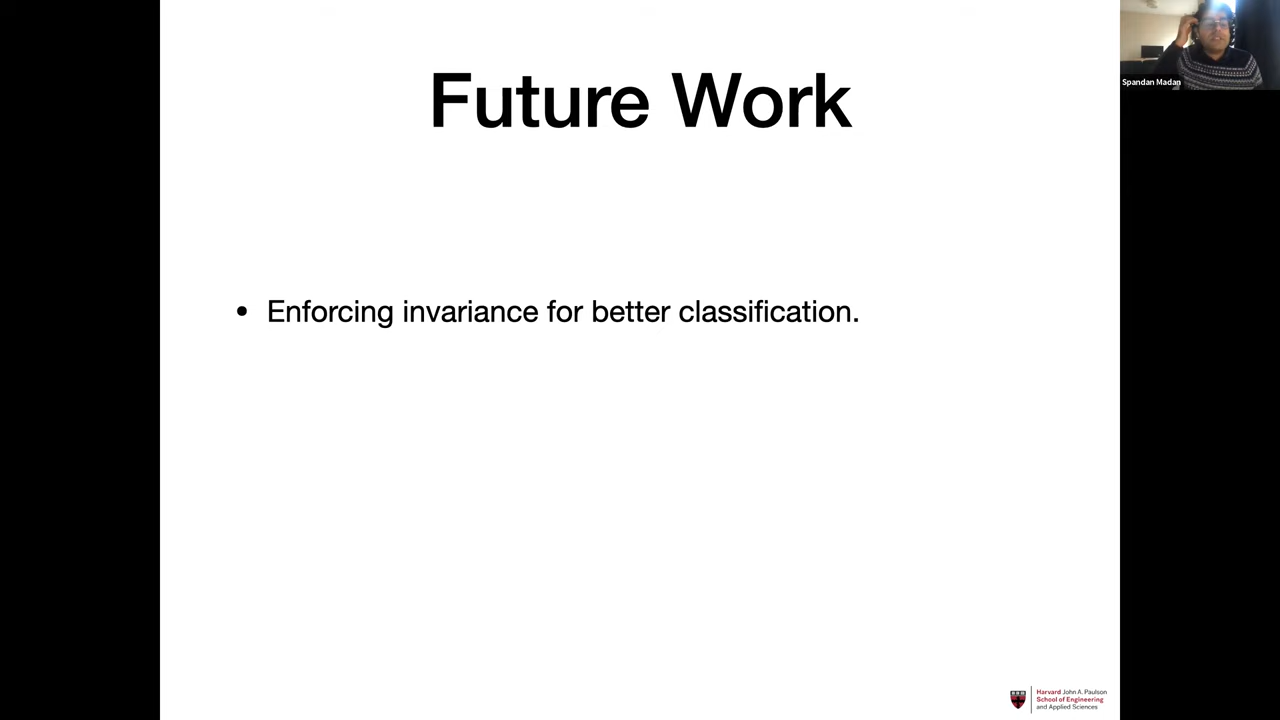 Future Work
• Enforcing invariance for better classification.
Spandan Madan
Harvard John A. Paulson
School of Engineering
and Applied Sciences